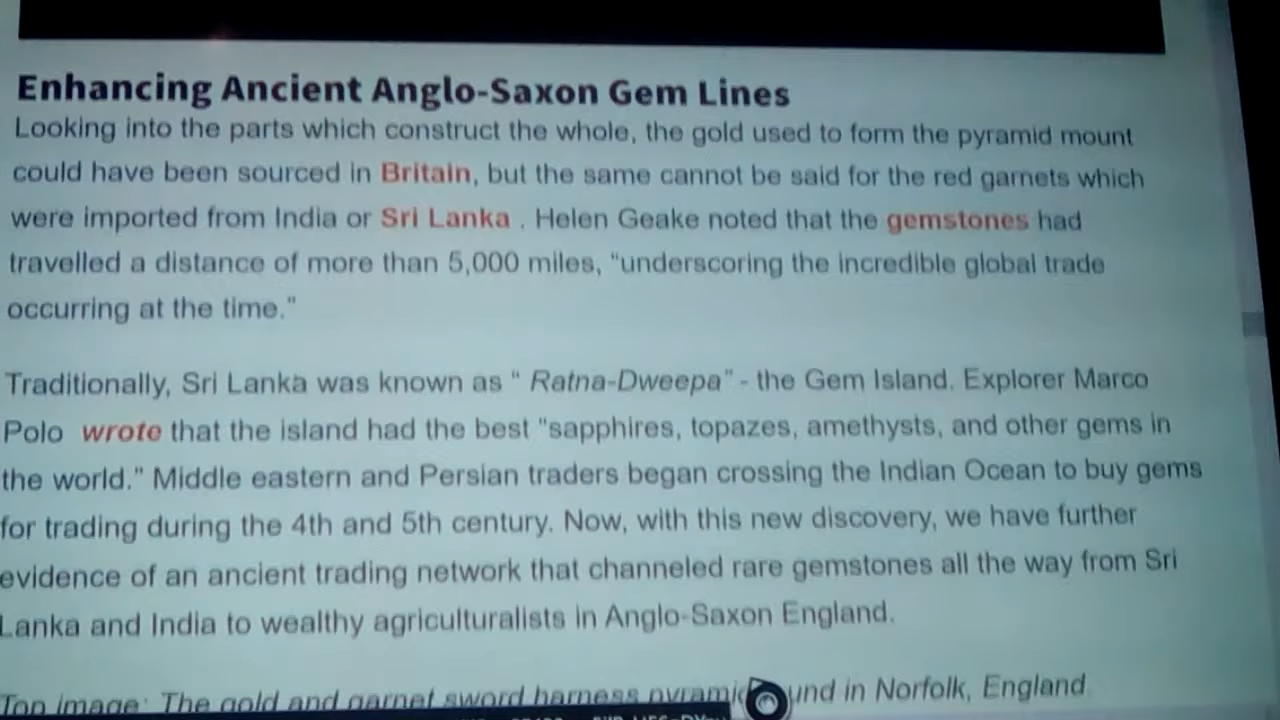 Enhancing Ancient Anglo-Saxon Gem Lines
Looking into the parts which construct the whole, the gold used to form the pyramid mount
could have been sourced in Britain, but the same cannot be said for the red garnets which
were imported from India or Sri Lanka . Helen Geake noted that the gemstones had
travelled a distance of more than 5,000 miles, “underscoring the incredible global trade
occurring at the time.”
Traditionally, Sri Lanka was known as “ Ratna-Dweepa” - the Gem Island. Explorer Marco
Polo wrote that the island had the best “sapphires, topazes, amethysts, and other gems in
the world.” Middle eastern and Persian traders began crossing the Indian Ocean to buy gems
for trading during the 4th and 5th century. Now, with this new discovery, we have further
evidence of an ancient trading network that channeled rare gemstones all the way from Sri
Lanka and India to wealthy agriculturalists in Anglo-Saxon England.
Top image: The gold and garnet sword harness pyramid und in Norfolk, England